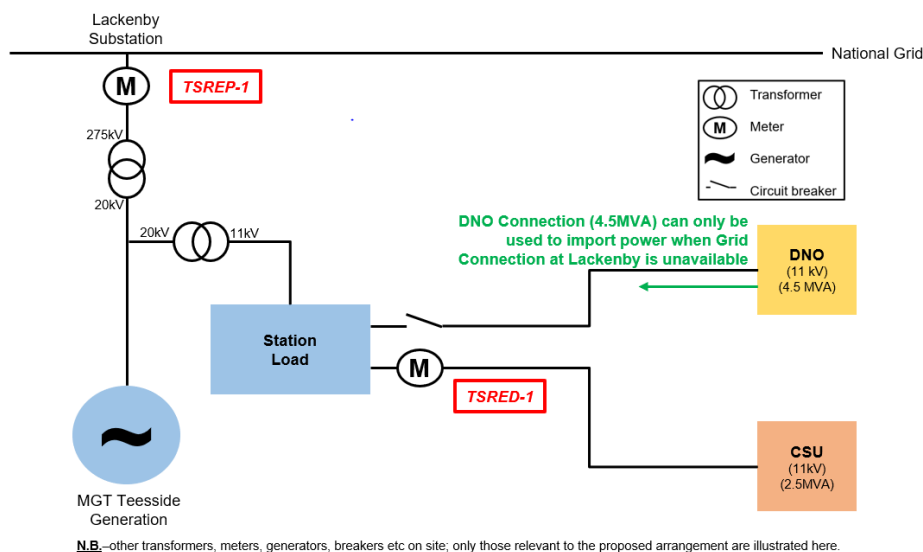 Lackenby
Substation
National Grid
M
TSREP-1
275kV
20kV
20kV
11kV
Transformer
M
Meter
Generator
Circuit breaker
DNO Connection (4.5MVA) can only be
used to import power when Grid
Connection at Lackenby is unavailable
DNO
(11 kV)
(4.5 MVA)
Station
Load
M
TSRED-1
CSU
(11kV)
(2.5MVA)
MGT Teesside
Generation
N.B.–other transformers, meters, generators, breakers etc on site; only those relevant to the proposed arrangement are illustrated here.